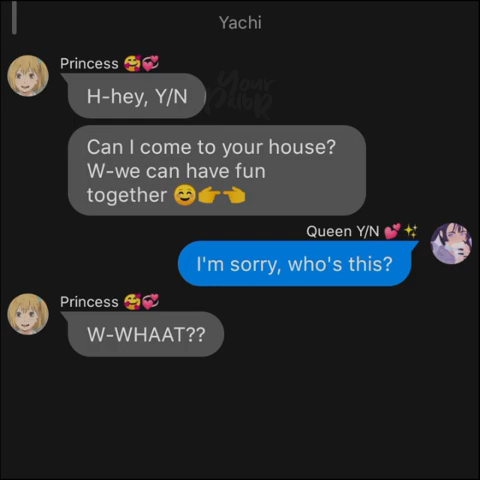 Yachi
Princess 🥰💞
H-hey, Y/N
Your
Can I come to your house?
W-we can have fun
together 😊👉👈
Queen Y/N 💕✨
I'm sorry, who's this?
Princess 🥰💞
W-WHAAT??